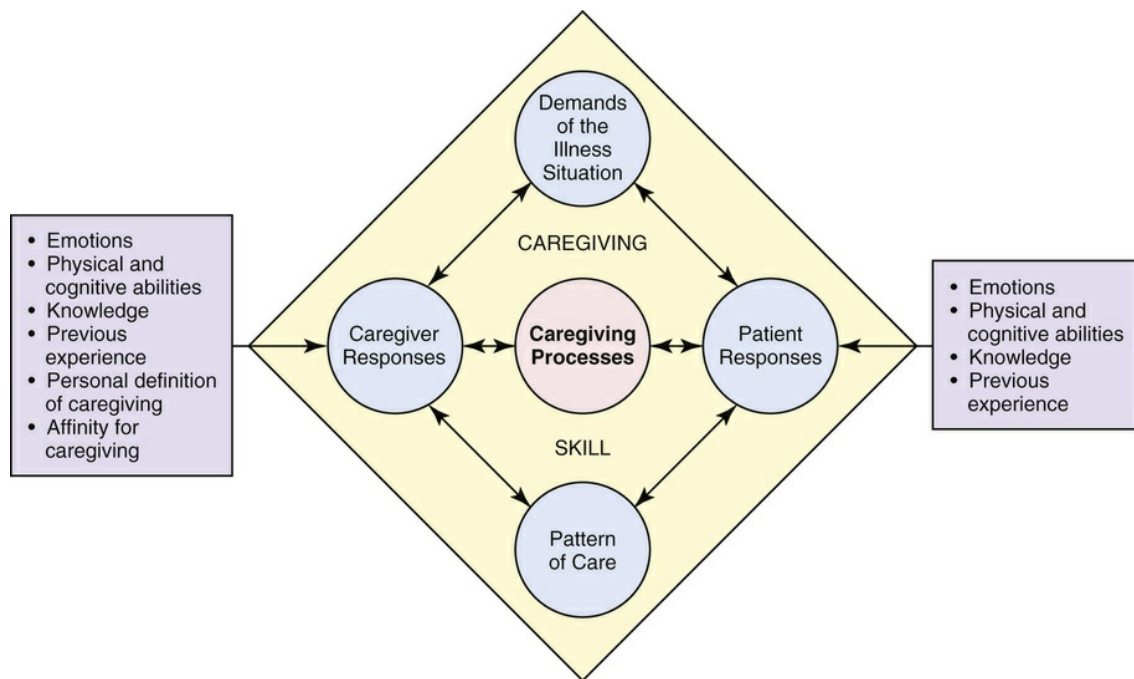 Demands
of the
Illness
Situation
CAREGIVING
• Emotions
• Physical and
cognitive abilities
• Knowledge
• Previous
experience
• Personal definition
of caregiving
• Affinity for
caregiving
Caregiver
Responses
Caregiving
Processes
Patient
Responses
• Emotions
• Physical and
cognitive abilities
• Knowledge
• Previous
experience
SKILL
Pattern
of Care